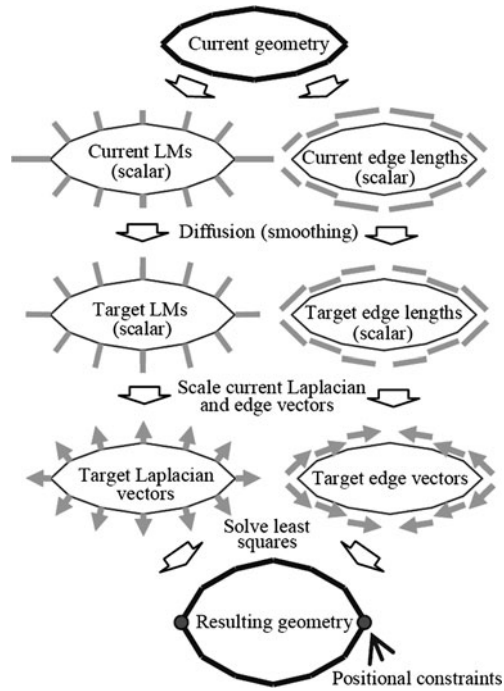 Current geometry
Current LMs
(scalar)
Current edge lengths
(scalar)
Diffusion (smoothing)
Target LMs
(scalar)
Target edge lengths
(scalar)
Scale current Laplacian
and edge vectors
Target Laplacian
vectors
Target edge vectors
Solve least
squares
Resulting geometry
Positional constraints